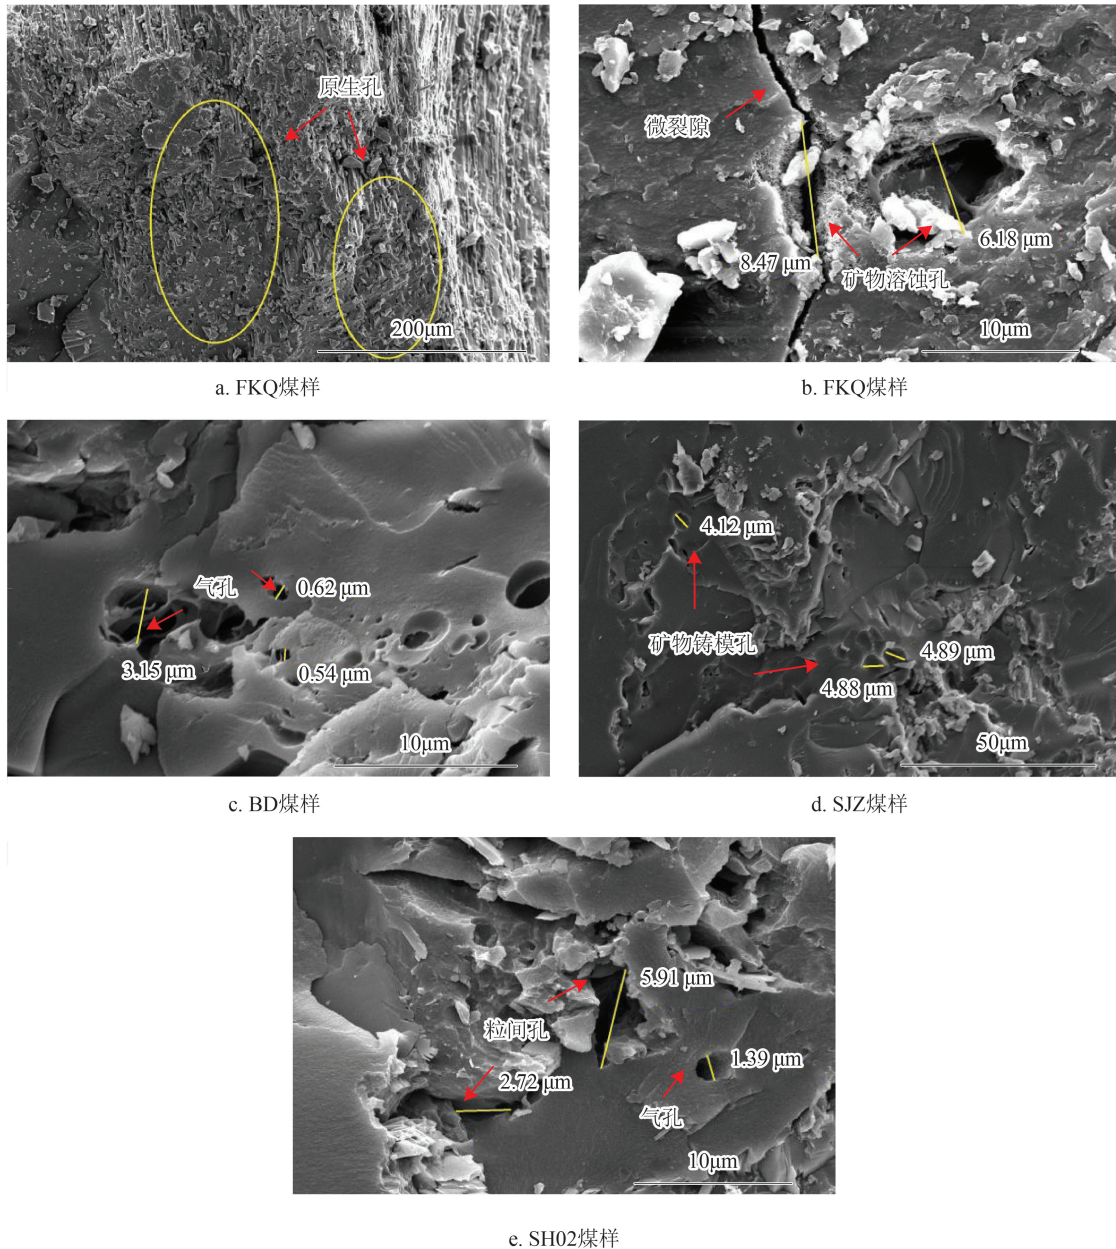 原生孔
200μm
a. FKQ煤样
微裂隙
8.47 μm
矿物溶蚀孔
6.18 μm
10μm
b. FKQ煤样
气孔
0.62 μm
3.15 μm
0.54 μm
10μm
c. BD煤样
4.12 μm
矿物铸模孔
4.89 μm
4.88 μm
50μm
d. SJZ煤样
5.91 μm
粒间孔
2.72 μm
1.39 μm
气孔
10μm
e. SH02煤样